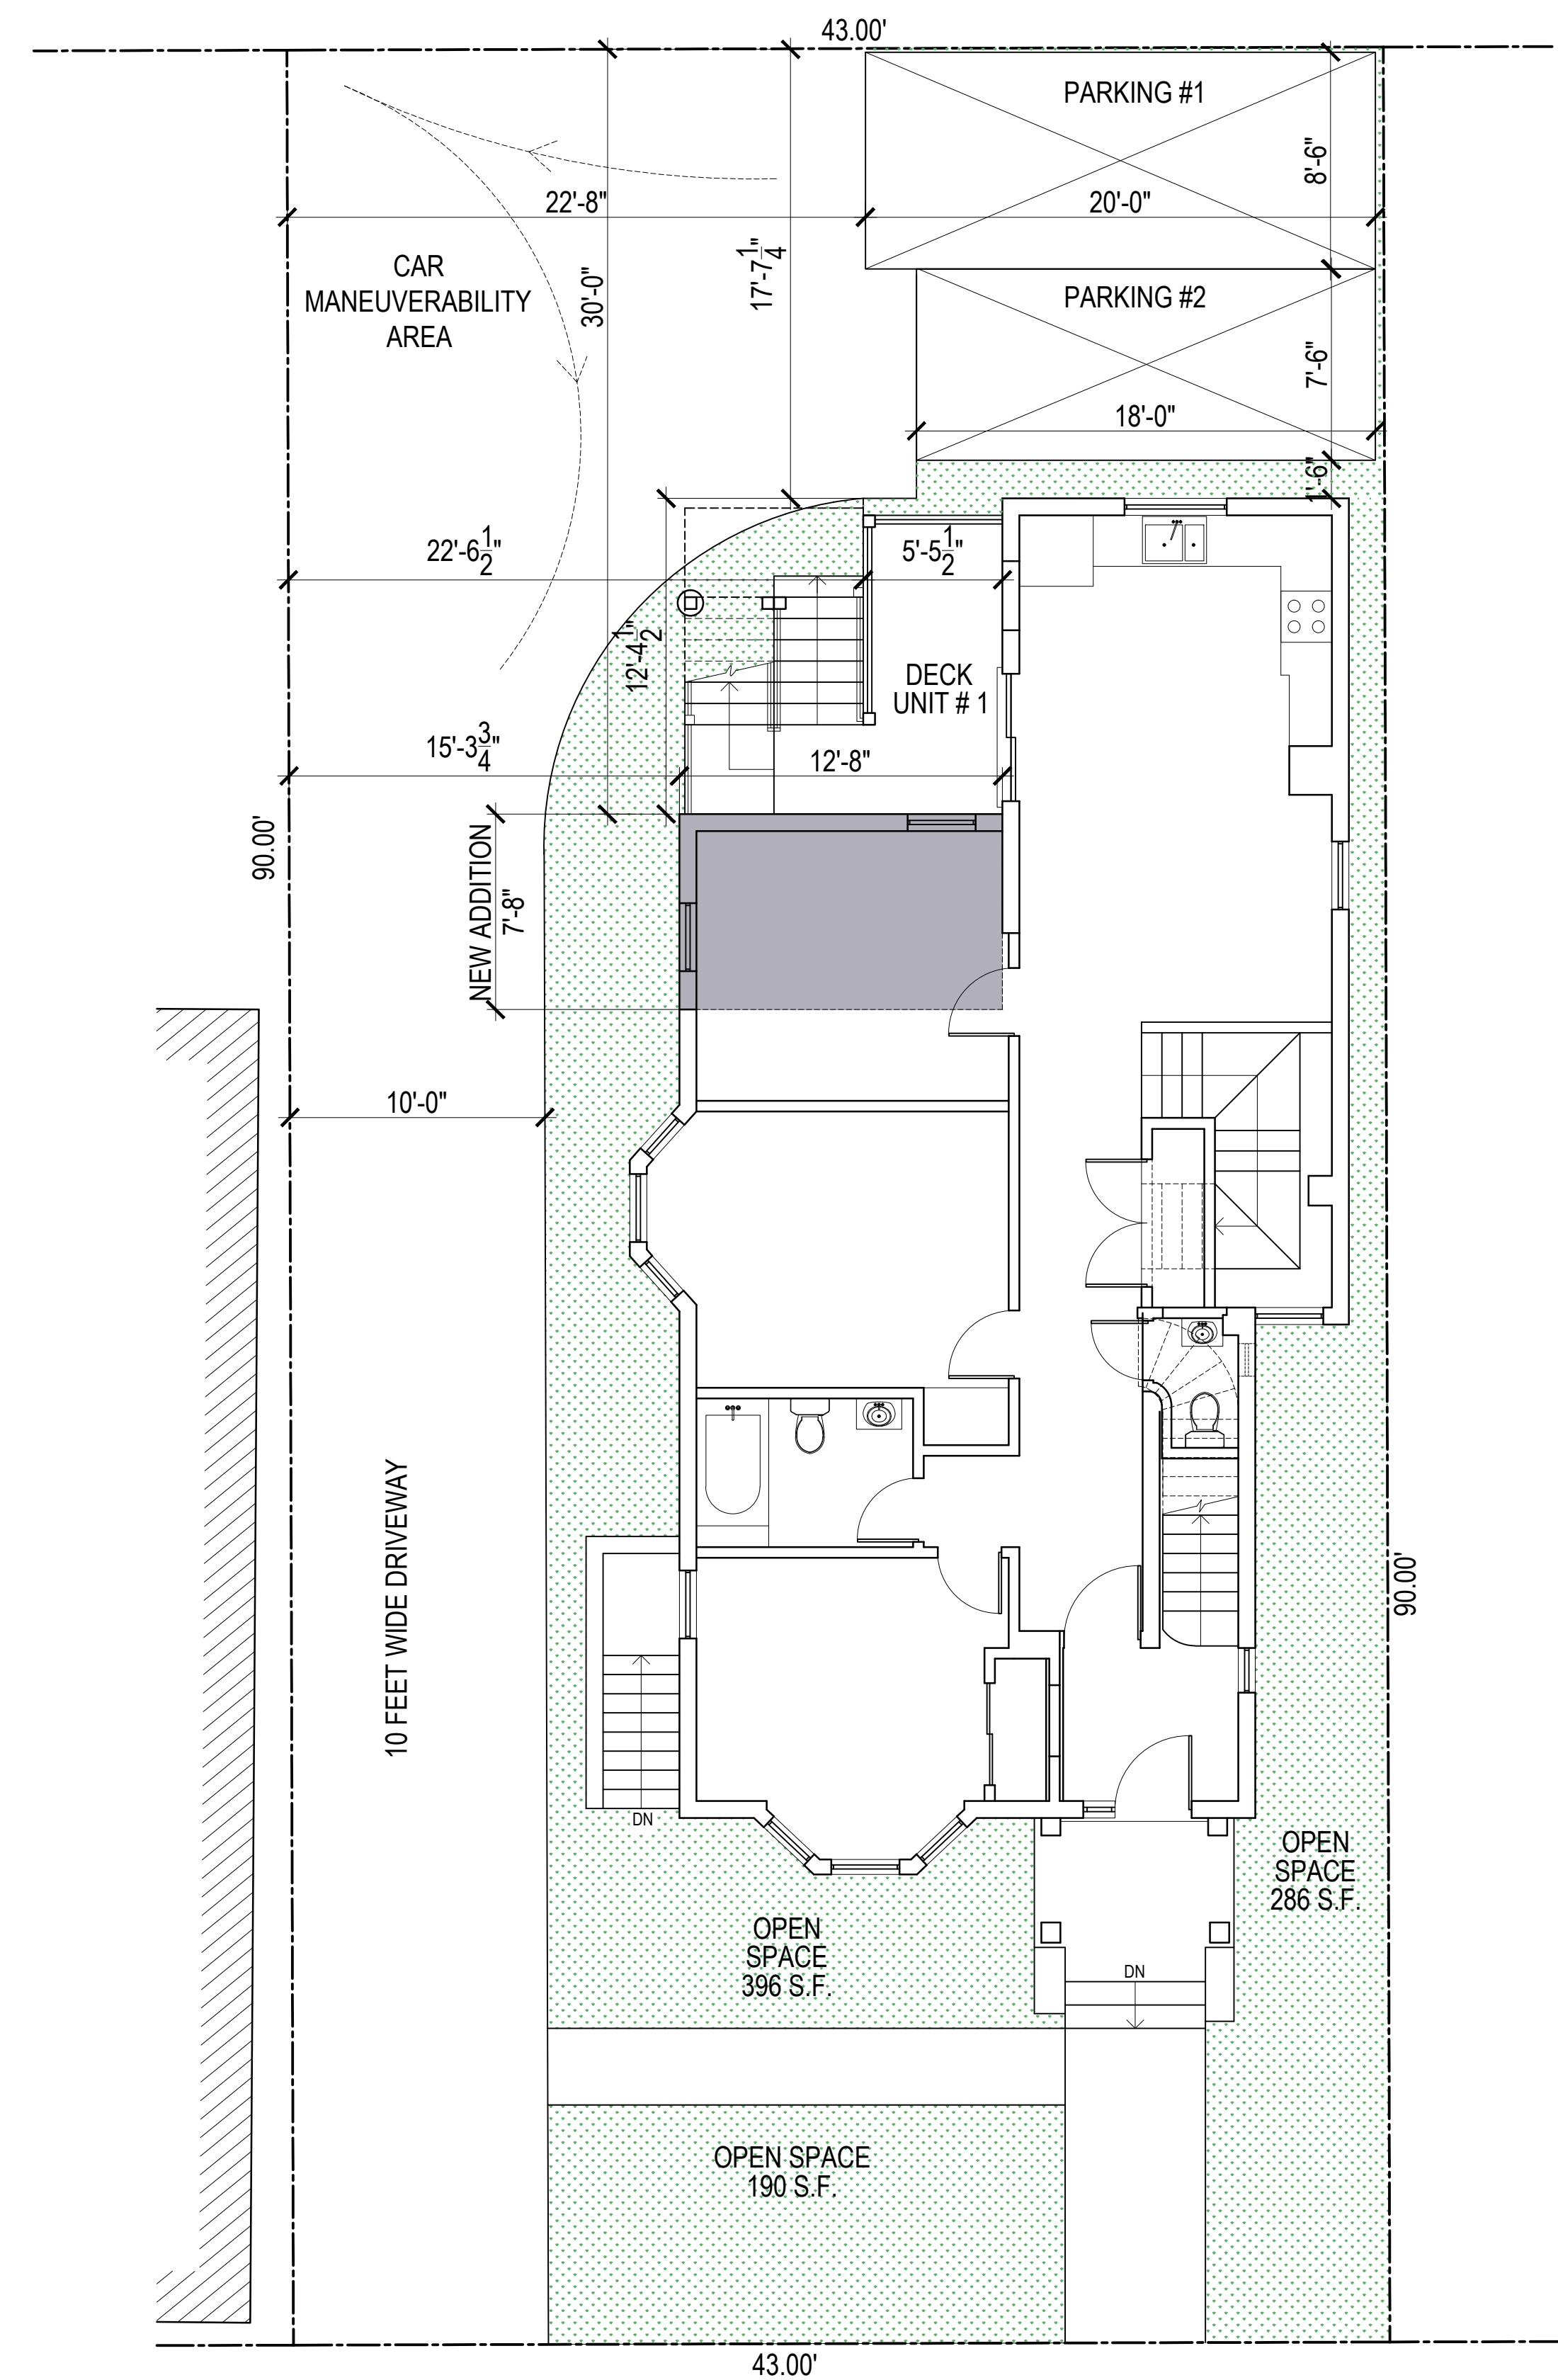 43.00'
PARKING #1
8'-6"
22'-8"
20'-0"
CAR
MANEUVERABILITY
AREA
30'-0"
17'-7 1/4"
PARKING #2
7'-6"
18'-0"
1'-6"
22'-6 1/2"
5'-5 1/2"
12'-4 1/2"
DECK
UNIT # 1
15'-3 3/4"
12'-8"
90.00'
NEW ADDITION
7'-8"
10'-0"
10 FEET WIDE DRIVEWAY
90.00'
DN
OPEN
SPACE
286 S.F.
OPEN
SPACE
396 S.F.
DN
OPEN SPACE
190 S.F.
43.00'